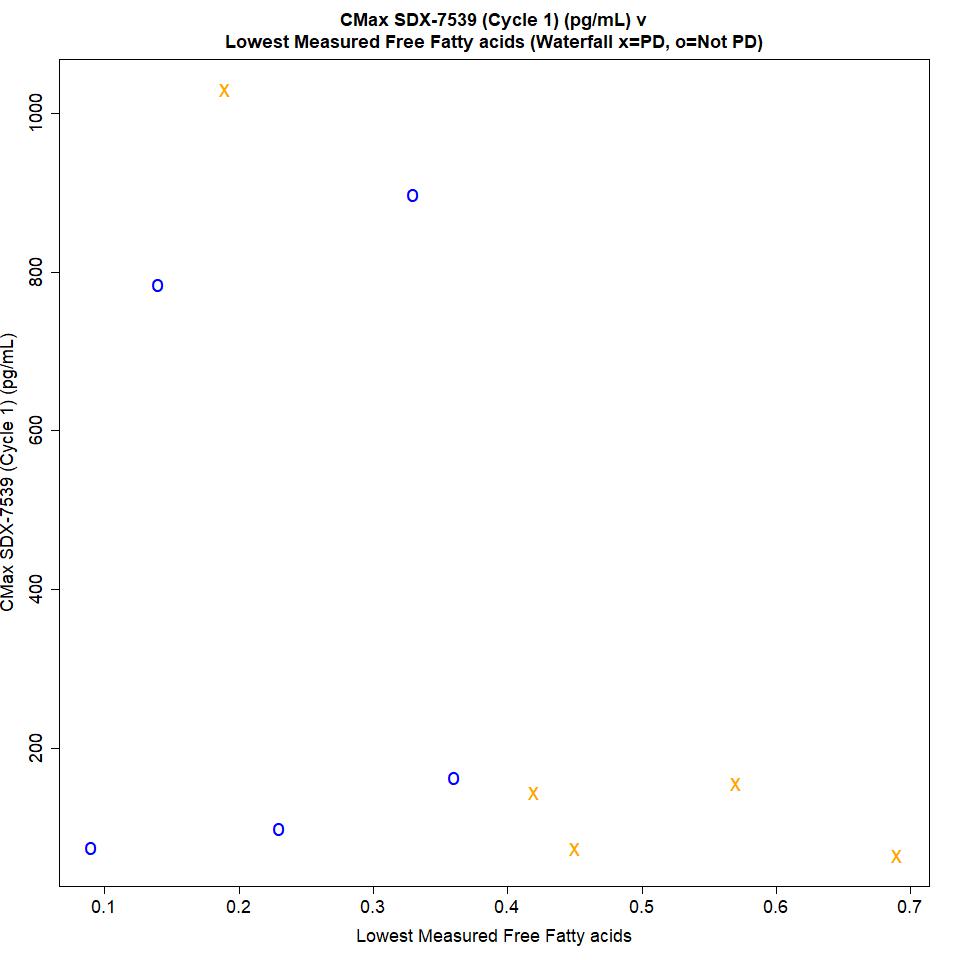 CMax SDX-7539 (Cycle 1) (pg/mL) v
Lowest Measured Free Fatty acids (Waterfall x=PD, o=Not PD)
CMax SDX-7539 (Cycle 1) (pg/mL)
1000
800
600
400
200
X
O
O
O
X
X
O
O
X
X
0.1
0.2
0.3
0.4
0.5
0.6
0.7
Lowest Measured Free Fatty acids